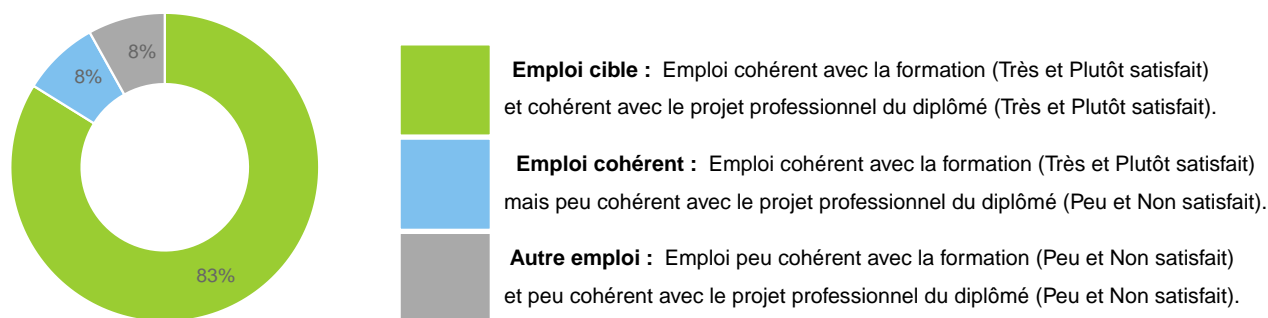 8%
8%
83%
Emploi cible : Emploi cohérent avec la formation (Très et Plutôt satisfait)
et cohérent avec le projet professionnel du diplômé (Très et Plutôt satisfait).
Emploi cohérent : Emploi cohérent avec la formation (Très et Plutôt satisfait)
mais peu cohérent avec le projet professionnel du diplômé (Peu et Non satisfait).
Autre emploi : Emploi peu cohérent avec la formation (Peu et Non satisfait)
et peu cohérent avec le projet professionnel du diplômé (Peu et Non satisfait).